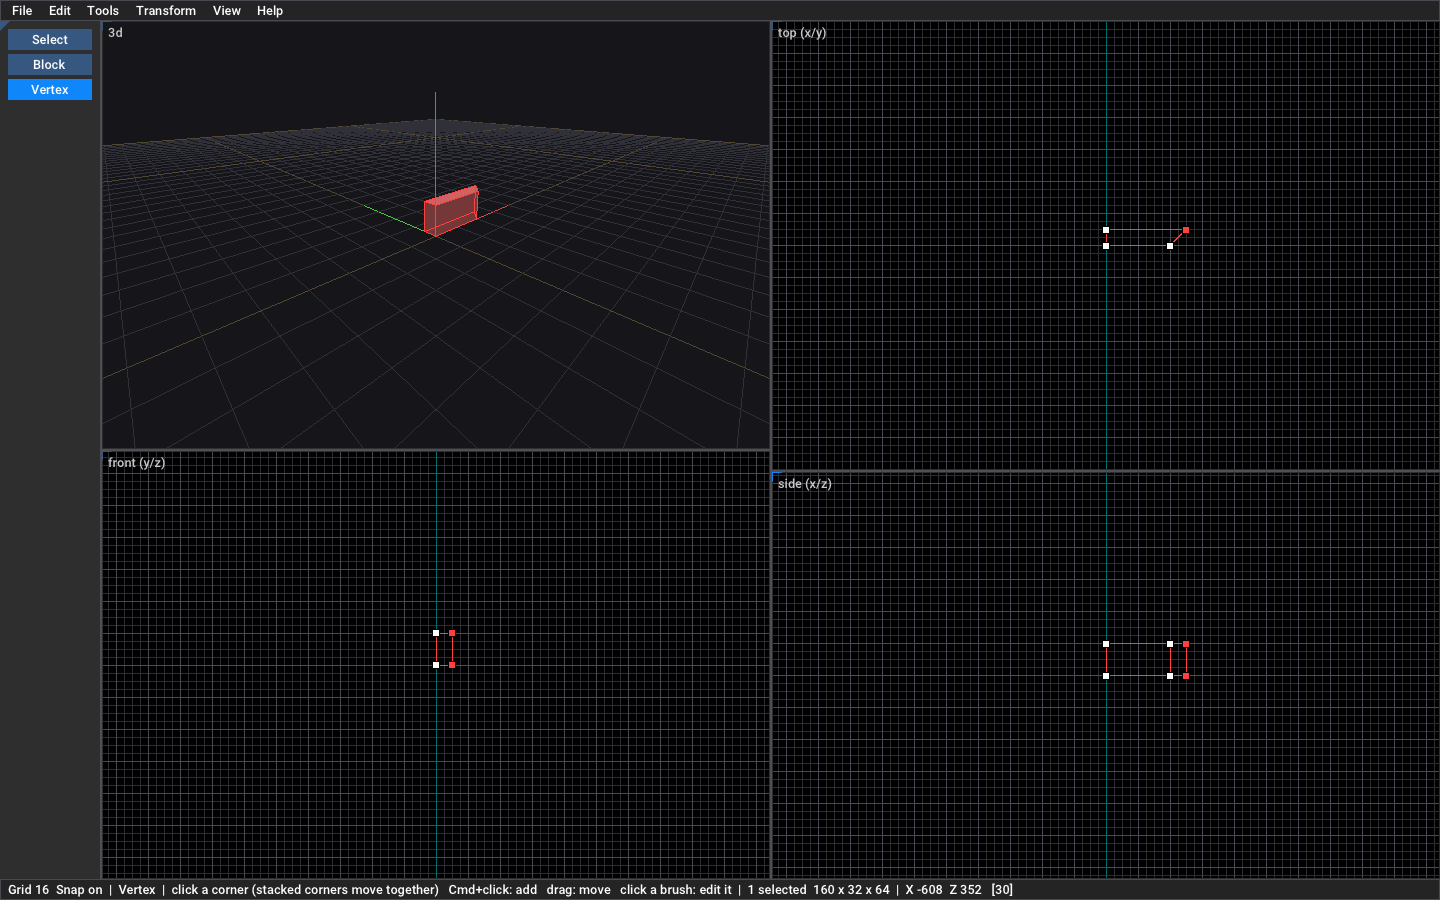 File Edit Tools Transform View Help
Select
Block
Vertex
3d
top (x/y)
front (y/z)
side (x/z)
Grid 16 Snap on | Vertex | click a corner (stacked corners move together) Cmd+click: add drag: move click a brush: edit it | 1 selected 160 x 32 x 64 | X -608 Z 352 [30]